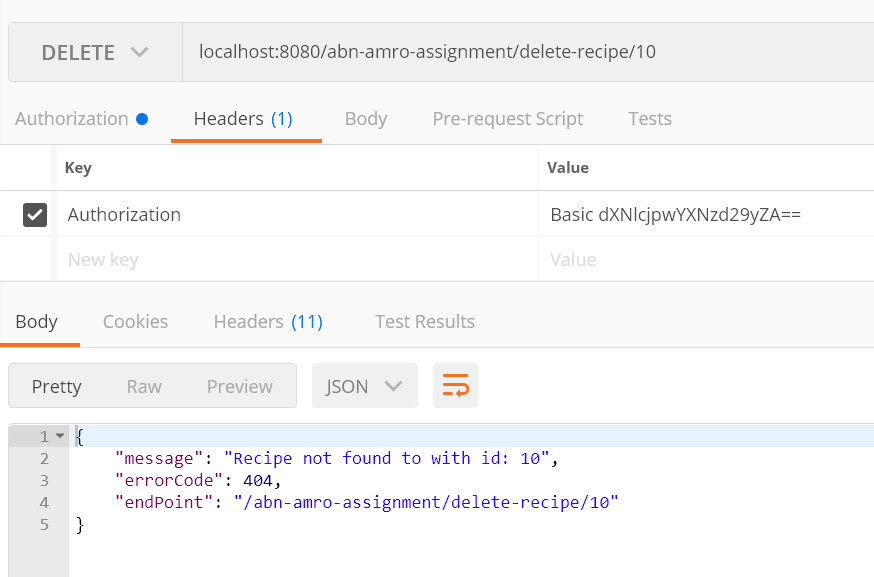 DELETE localhost:8080/abn-amro-assignment/delete-recipe/10
Authorization Headers (1) Body Pre-request Script Tests
Key Value
Authorization Basic dXNlcjpwYXNzd29yZA==
New key Value
Body Cookies Headers (11) Test Results
Pretty Raw Preview JSON
1 {
2 "message": "Recipe not found to with id: 10",
3 "errorCode": 404,
4 "endPoint": "/abn-amro-assignment/delete-recipe/10"
5 }